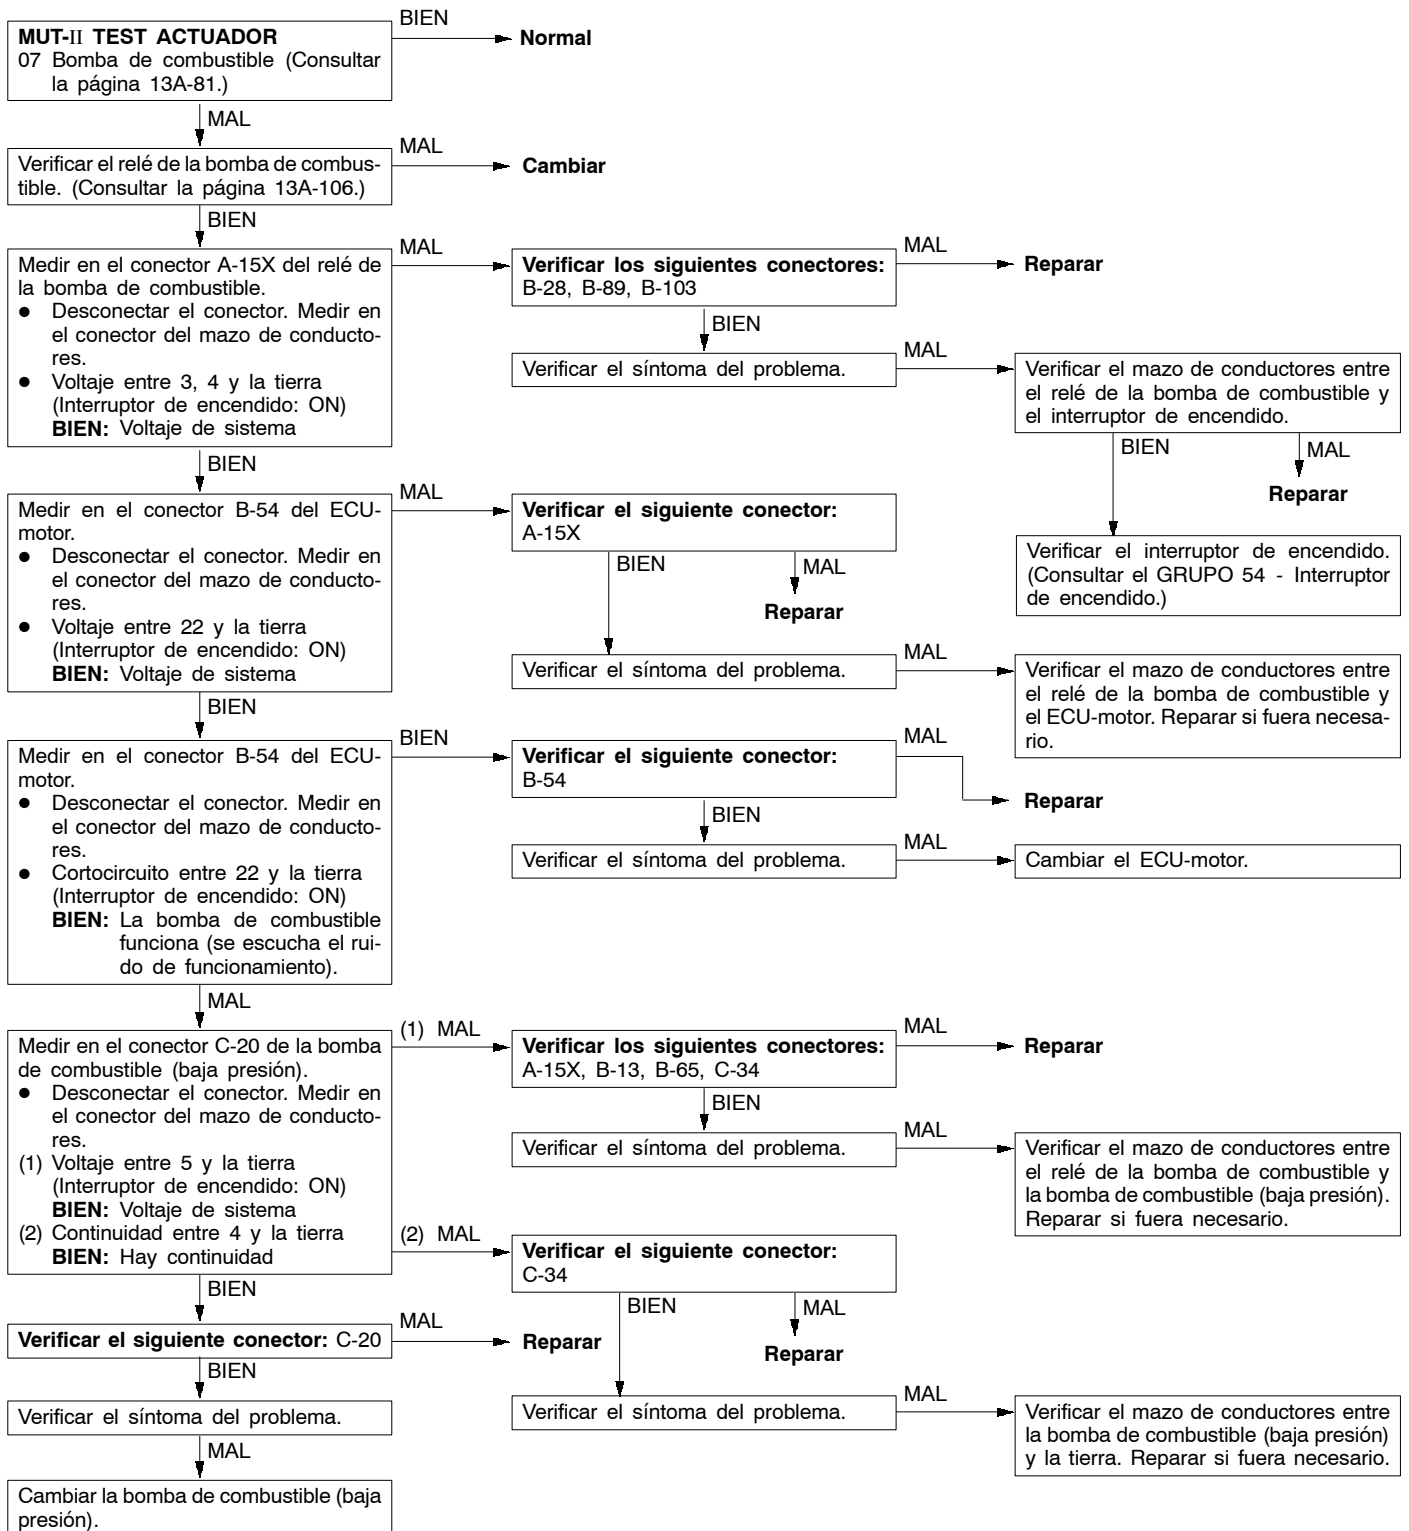 MUT-II TEST ACTUADOR
07 Bomba de combustible (Consultar
la página 13A-81.)
BIEN
Normal
MAL
Verificar el relé de la bomba de combus-
tible. (Consultar la página 13A-106.)
MAL
Cambiar
BIEN
Medir en el conector A-15X del relé de
la bomba de combustible.
● Desconectar el conector. Medir en
el conector del mazo de conducto-
res.
● Voltaje entre 3, 4 y la tierra
(Interruptor de encendido: ON)
BIEN: Voltaje de sistema
MAL
Verificar los siguientes conectores:
B-28, B-89, B-103
MAL
Reparar
BIEN
Verificar el síntoma del problema.
MAL
Verificar el mazo de conductores entre
el relé de la bomba de combustible y
el interruptor de encendido.
BIEN
MAL
Reparar
Verificar el interruptor de encendido.
(Consultar el GRUPO 54 - Interruptor
de encendido.)
BIEN
Medir en el conector B-54 del ECU-
motor.
● Desconectar el conector. Medir en
el conector del mazo de conducto-
res.
● Voltaje entre 22 y la tierra
(Interruptor de encendido: ON)
BIEN: Voltaje de sistema
MAL
Verificar el siguiente conector:
A-15X
BIEN
MAL
Reparar
Verificar el síntoma del problema.
MAL
Verificar el mazo de conductores entre
el relé de la bomba de combustible y
el ECU-motor. Reparar si fuera necesa-
rio.
BIEN
Medir en el conector B-54 del ECU-
motor.
● Desconectar el conector. Medir en
el conector del mazo de conducto-
res.
● Cortocircuito entre 22 y la tierra
(Interruptor de encendido: ON)
BIEN: La bomba de combustible
funciona (se escucha el rui-
do de funcionamiento).
BIEN
Verificar el siguiente conector:
B-54
MAL
Reparar
BIEN
Verificar el síntoma del problema.
MAL
Cambiar el ECU-motor.
MAL
Medir en el conector C-20 de la bomba
de combustible (baja presión).
● Desconectar el conector. Medir en
el conector del mazo de conducto-
res.
(1) Voltaje entre 5 y la tierra
(Interruptor de encendido: ON)
BIEN: Voltaje de sistema
(2) Continuidad entre 4 y la tierra
BIEN: Hay continuidad
(1) MAL
Verificar los siguientes conectores:
A-15X, B-13, B-65, C-34
MAL
Reparar
BIEN
Verificar el síntoma del problema.
MAL
Verificar el mazo de conductores entre
el relé de la bomba de combustible y
la bomba de combustible (baja presión).
Reparar si fuera necesario.
(2) MAL
Verificar el siguiente conector:
C-34
BIEN
MAL
Reparar
Verificar el síntoma del problema.
MAL
Verificar el mazo de conductores entre
la bomba de combustible (baja presión)
y la tierra. Reparar si fuera necesario.
BIEN
Verificar el siguiente conector: C-20
MAL
Reparar
BIEN
Verificar el síntoma del problema.
MAL
Cambiar la bomba de combustible (baja
presión).